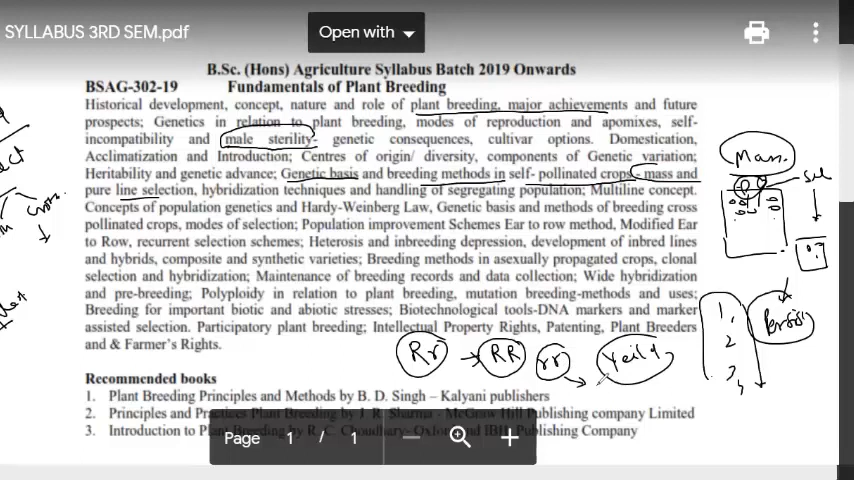 SYLLABUS 3RD SEM.pdf
Open with
B.Sc. (Hons) Agriculture Syllabus Batch 2019 Onwards
BSAG-302-19 Fundamentals of Plant Breeding
Historical development, concept, nature and role of plant breeding, major achievements and future
prospects; Genetics in relation to plant breeding, modes of reproduction and apomixes, self-
incompatibility and male sterility- genetic consequences, cultivar options. Domestication,
Acclimatization and Introduction; Centres of origin/ diversity, components of Genetic variation;
Heritability and genetic advance; Genetic basis and breeding methods in self- pollinated crops - mass and
pure line selection, hybridization techniques and handling of segregating population; Multiline concept.
Concepts of population genetics and Hardy-Weinberg Law, Genetic basis and methods of breeding cross
pollinated crops, modes of selection; Population improvement Schemes Ear to row method, Modified Ear
to Row, recurrent selection schemes; Heterosis and inbreeding depression, development of inbred lines
and hybrids, composite and synthetic varieties; Breeding methods in asexually propagated crops, clonal
selection and hybridization; Maintenance of breeding records and data collection; Wide hybridization
and pre-breeding; Polyploidy in relation to plant breeding, mutation breeding-methods and uses;
Breeding for important biotic and abiotic stresses; Biotechnological tools-DNA markers and marker
assisted selection. Participatory plant breeding; Intellectual Property Rights, Patenting, Plant Breeders
and & Farmer's Rights.
Mass.
Sel
1,
2
3,
Rr RR rr Yeild
Recommended books
1. Plant Breeding Principles and Methods by B. D. Singh – Kalyani publishers
2. Principles and Practices Plant Breeding by J. R. Sharma - McGraw Hill Publishing company Limited
3. Introduction to Plant Breeding by R. C. Choudhary- Oxford and IBH Publishing Company
Page 1 / 1